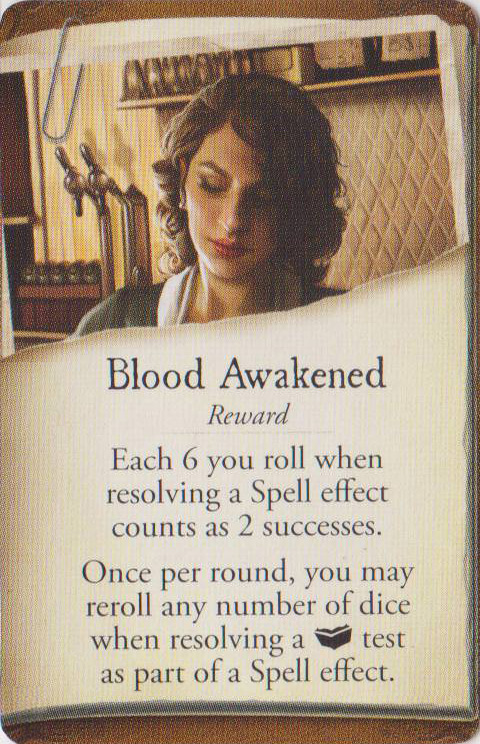 Blood Awakened
Reward
Each 6 you roll when
resolving a Spell effect
counts as 2 successes.
Once per round, you may
reroll any number of dice
when resolving a test
as part of a Spell effect.